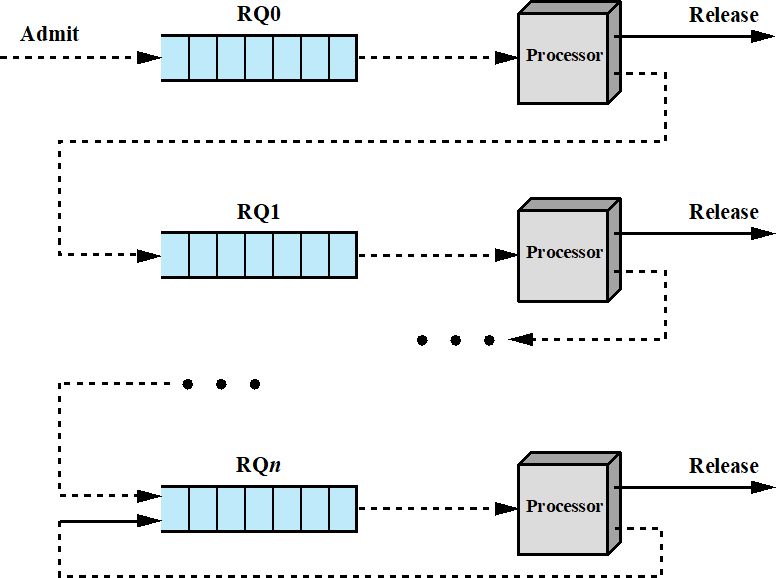 RQ0
Release
Admit
Processor
RQ1
Release
Processor
RQn
Release
Processor